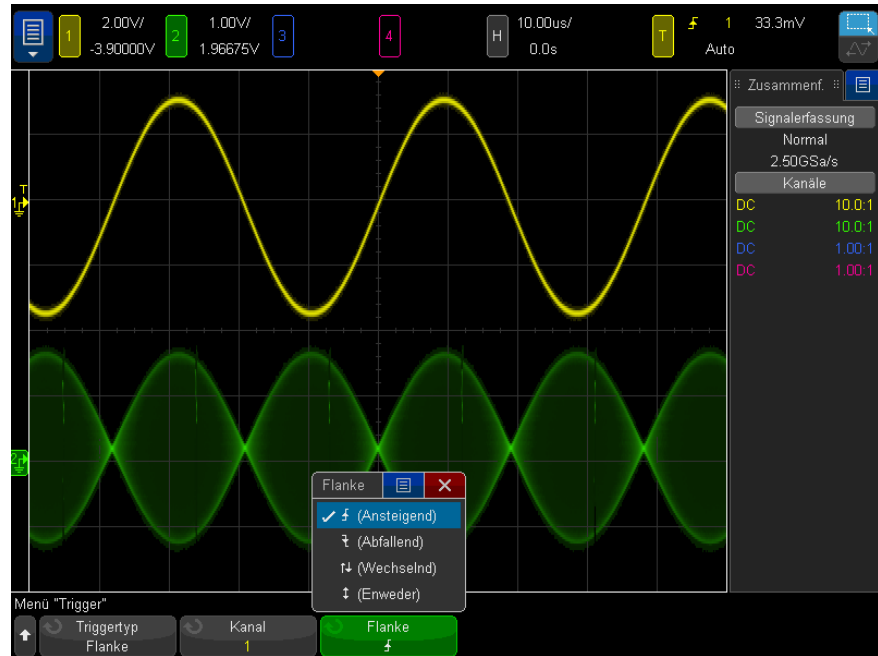 1 2.00V/ 2 1.00V/ 3 4 H 10.00us/ T 1 33.3mV
-3.90000V 1.96675V 0.0s Auto
Zusammenf.
Signalerfassung
Normal
2.50GSa/s
Kanäle
DC 10.0:1
DC 10.0:1
DC 1.00:1
DC 1.00:1
T
1
2
Flanke
(Ansteigend)
(Abfallend)
(Wechselnd)
(Enweder)
Menü "Trigger"
Triggertyp Kanal Flanke
Flanke 1